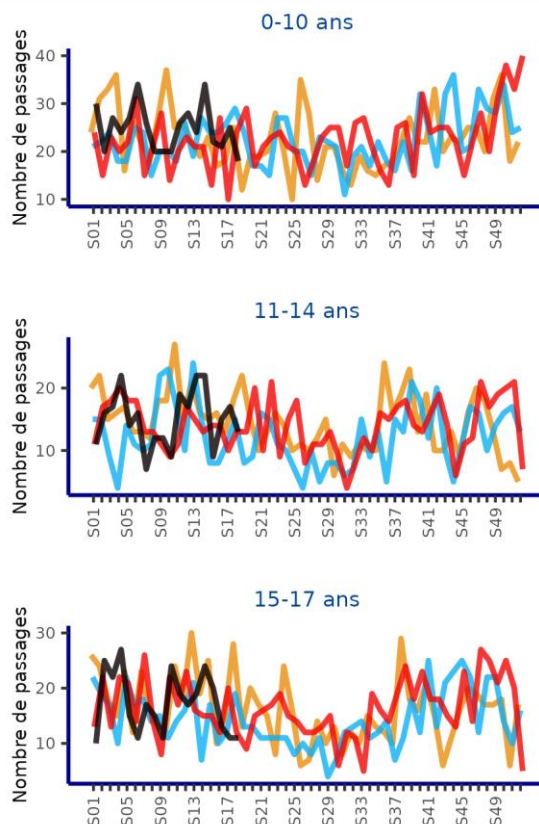 0-10 ans
Nombre de passages
40
30
20
10
S01 S05 S09 S13 S17 S21 S25 S29 S33 S37 S41 S45 S49
11-14 ans
Nombre de passages
20
10
S01 S05 S09 S13 S17 S21 S25 S29 S33 S37 S41 S45 S49
15-17 ans
Nombre de passages
30
20
10
S01 S05 S09 S13 S17 S21 S25 S29 S33 S37 S41 S45 S49